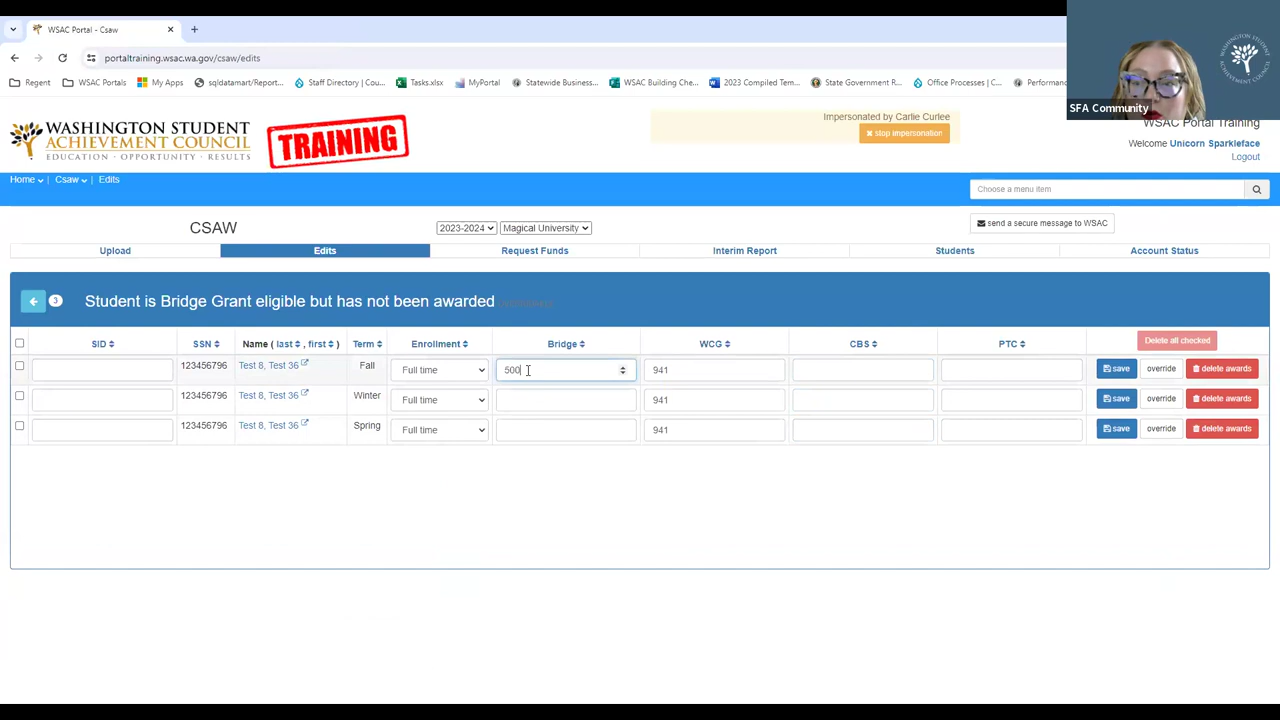 WSAC Portal - Csaw
portaltraining.wsac.wa.gov/csaw/edits
Regent
WSAC Portals
My Apps
sqldatamart/Report...
Staff Directory | Cou...
Tasks.xlsx
MyPortal
Statewide Business...
WSAC Building Chec...
2023 Compiled Tem...
State Government R...
Office Processes | C...
Performanc
SFA Community
WASHINGTON STUDENT
ACHIEVEMENT COUNCIL
EDUCATION · OPPORTUNITY · RESULTS
TRAINING
Impersonated by Carlie Curlee
stop impersonation
WSAC Portal Training
Welcome Unicorn Sparkleface
Logout
Home | Csaw | Edits
Choose a menu item
CSAW
2023-2024
Magical University
send a secure message to WSAC
Upload Edits Request Funds Interim Report Students Account Status
3 Student is Bridge Grant eligible but has not been awarded
SID SSN Name ( last , first ) Term Enrollment Bridge WCG CBS PTC Delete all checked
123456796 Test 8, Test 36 Fall Full time 500 941 save override delete awards
123456796 Test 8, Test 36 Winter Full time 941 save override delete awards
123456796 Test 8, Test 36 Spring Full time 941 save override delete awards